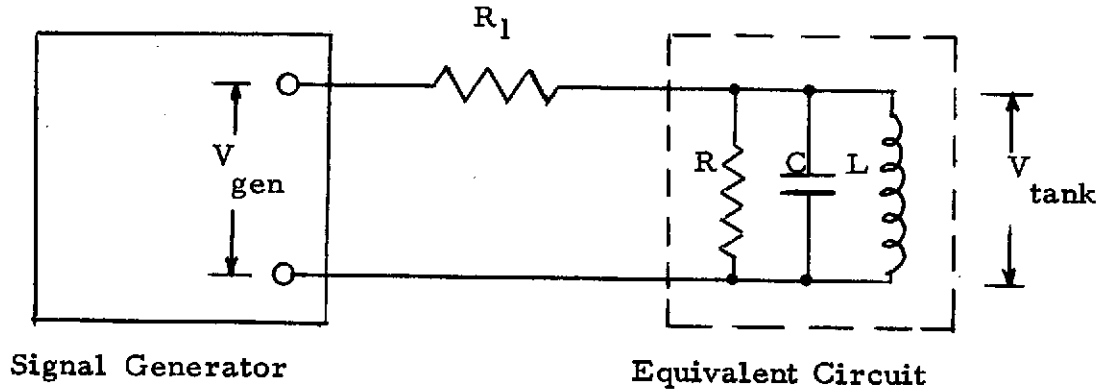 R1
V
gen
R
C
L
V
tank
Signal Generator
Equivalent Circuit